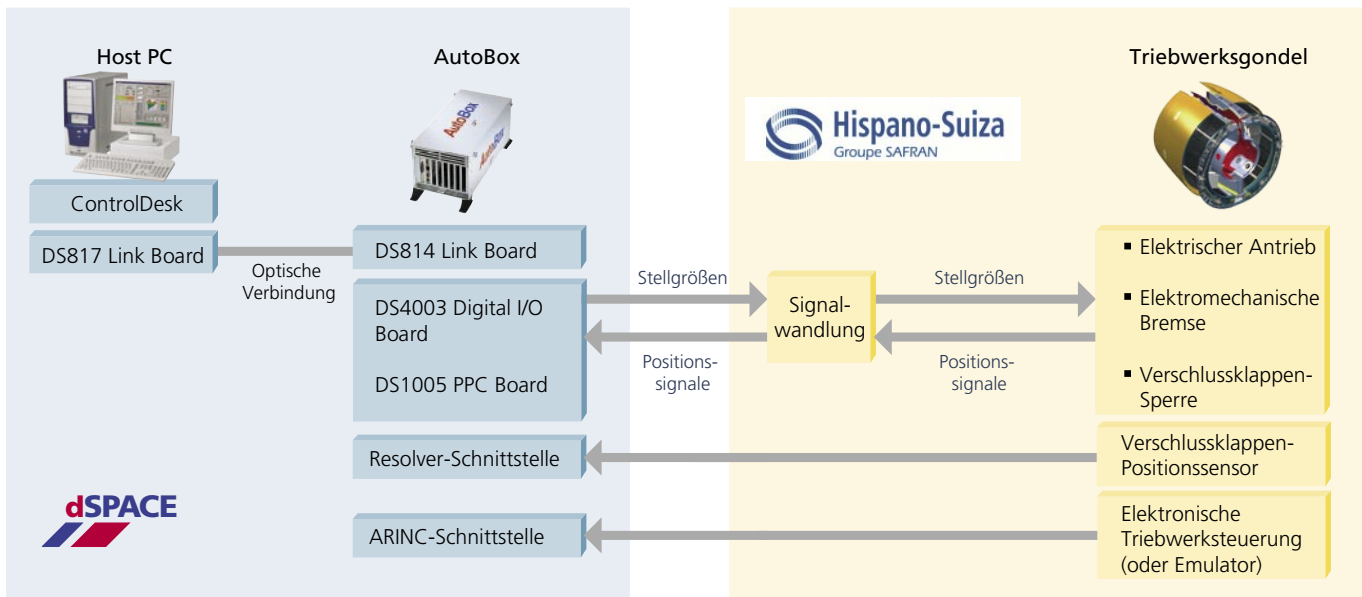 Host PC
AutoBox
Triebwerksgondel
AutoBox
Hispano-Suiza
Groupe SAFRAN
ControlDesk
DS817 Link Board
Optische
Verbindung
DS814 Link Board
DS4003 Digital I/O
Board
DS1005 PPC Board
Stellgrößen
Positions-
signale
Signal-
wandlung
Stellgrößen
Positions-
signale
▪ Elektrischer Antrieb
▪ Elektromechanische
Bremse
▪ Verschlussklappen-
Sperre
Resolver-Schnittstelle
Verschlussklappen-
Positionssensor
dSPACE
ARINC-Schnittstelle
Elektronische
Triebwerksteuerung
(oder Emulator)